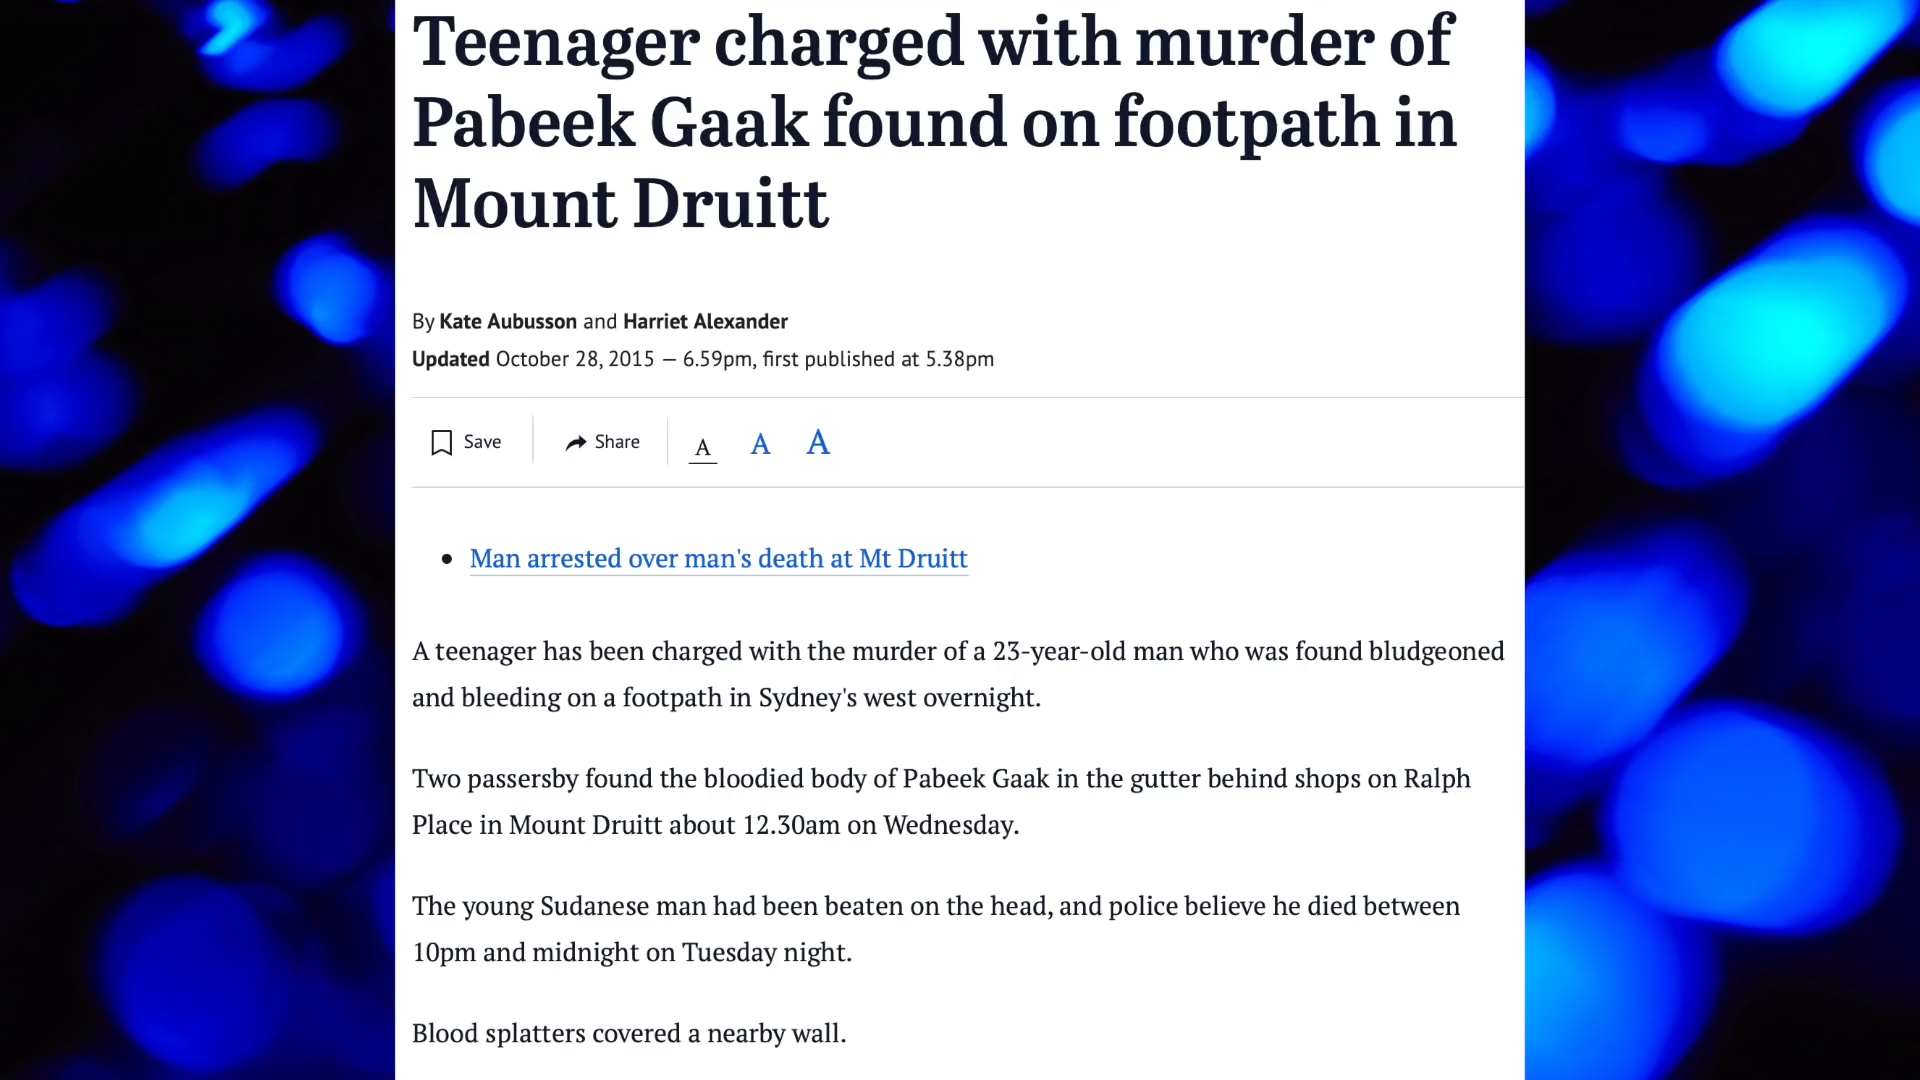 Teenager charged with murder of
Pabeek Gaak found on footpath in
Mount Druitt
By Kate Aubusson and Harriet Alexander
Updated October 28, 2015 — 6.59pm, first published at 5.38pm
Save Share A A A
• Man arrested over man's death at Mt Druitt
A teenager has been charged with the murder of a 23-year-old man who was found bludgeoned
and bleeding on a footpath in Sydney's west overnight.
Two passersby found the bloodied body of Pabeek Gaak in the gutter behind shops on Ralph
Place in Mount Druitt about 12.30am on Wednesday.
The young Sudanese man had been beaten on the head, and police believe he died between
10pm and midnight on Tuesday night.
Blood splatters covered a nearby wall.